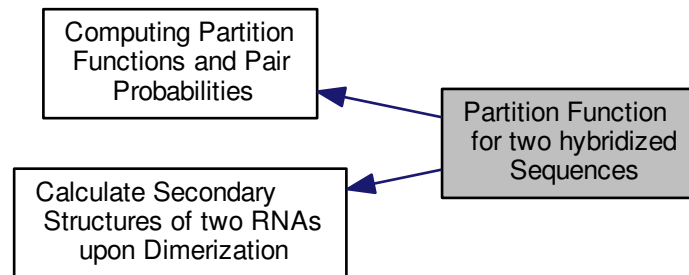 Computing Partition
Functions and Pair
Probabilities
Partition Function
for two hybridized
Sequences
Calculate Secondary
Structures of two RNAs
upon Dimerization